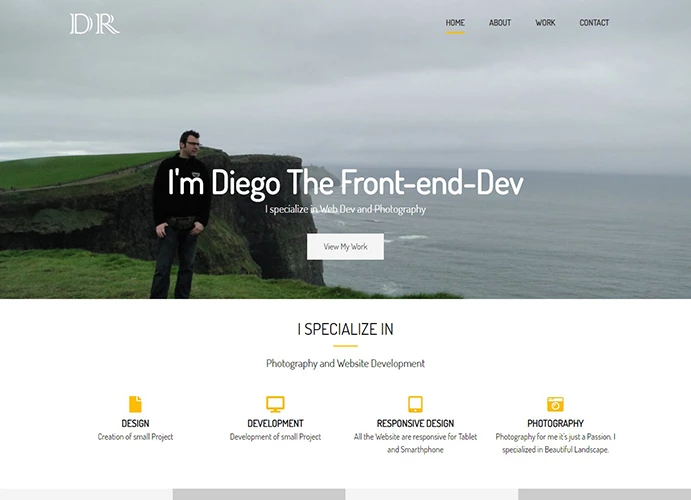 DR
HOME ABOUT WORK CONTACT
I'm Diego The Front-end-Dev
I specialize in Web Dev and Photography
View My Work
I SPECIALIZE IN
Photography and Website Development
DESIGN
Creation of small Project
DEVELOPMENT
Development of small Project
RESPONSIVE DESIGN
All the Website are responsive for Tablet
and Smarthphone
PHOTOGRAPHY
Photography for me it's just a Passion. I
specialized in Beautiful Landscape.